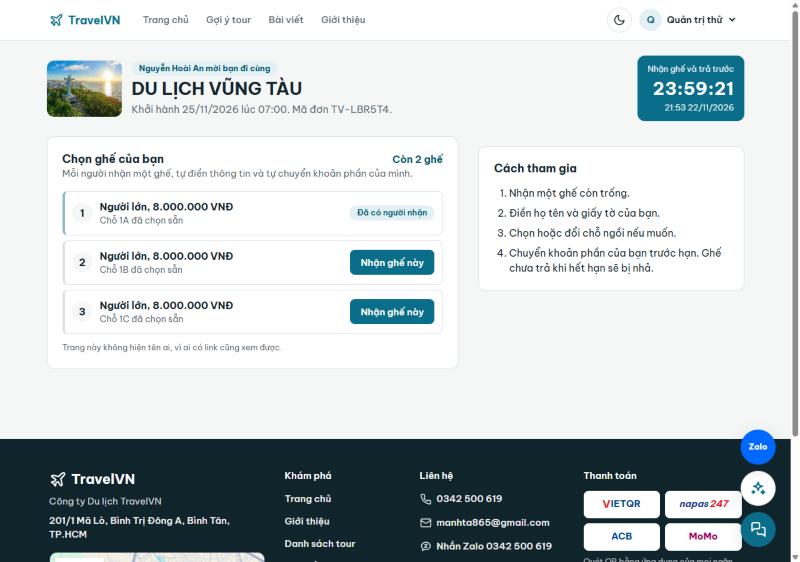 TravelVN
Trang chủ
Gợi ý tour
Bài viết
Giới thiệu
Q
Quản trị thử
Nguyễn Hoài An mời bạn đi cùng
DU LỊCH VŨNG TÀU
Khởi hành 25/11/2026 lúc 07:00. Mã đơn TV-LBR5T4.
Nhận ghế và trả trước
23:59:21
21:53 22/11/2026
Chọn ghế của bạn
Còn 2 ghế
Mỗi người nhận một ghế, tự điền thông tin và tự chuyển khoản phần của mình.
1
Người lớn, 8.000.000 VNĐ
Chỗ 1A đã chọn sẵn
Đã có người nhận
2
Người lớn, 8.000.000 VNĐ
Chỗ 1B đã chọn sẵn
Nhận ghế này
3
Người lớn, 8.000.000 VNĐ
Chỗ 1C đã chọn sẵn
Nhận ghế này
Trang này không hiện tên ai, vì ai có link cũng xem được.
Cách tham gia
1. Nhận một ghế còn trống.
2. Điền họ tên và giấy tờ của bạn.
3. Chọn hoặc đổi chỗ ngồi nếu muốn.
4. Chuyển khoản phần của bạn trước hạn. Ghế
chưa trả khi hết hạn sẽ bị nhả.
Zalo
TravelVN
Công ty Du lịch TravelVN
201/1 Mã Lò, Bình Trị Đông A, Bình Tân,
TP.HCM
Khám phá
Trang chủ
Giới thiệu
Danh sách tour
Liên hệ
0342 500 619
manhta865@gmail.com
Nhắn Zalo 0342 500 619
Thanh toán
VIETQR
napas 247
ACB
MoMo